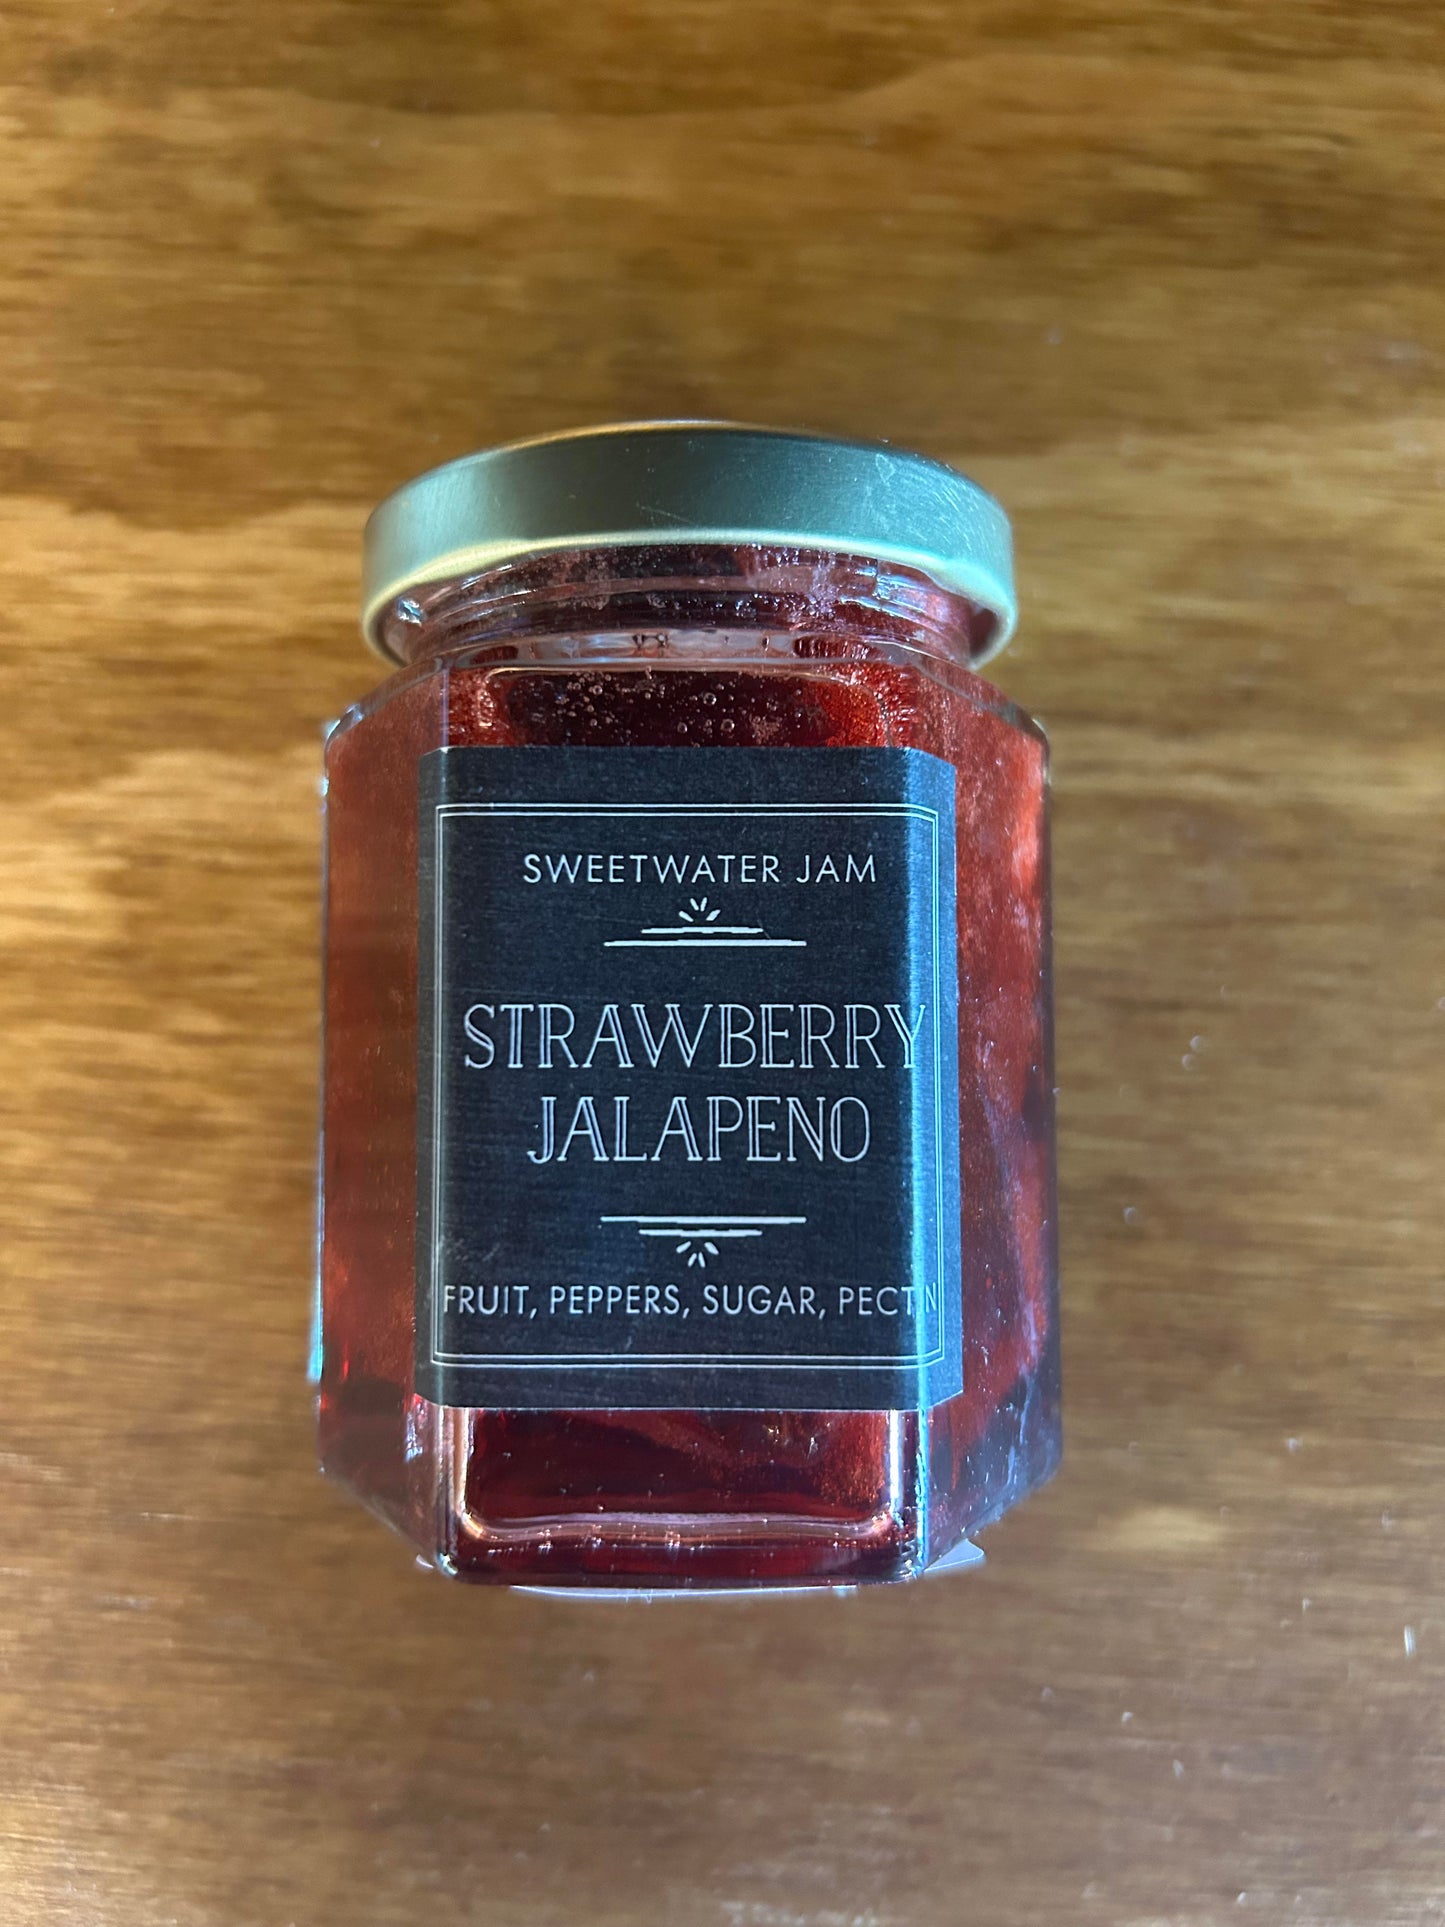 SWEETWATER JAM
STRAWBERRY
JALAPENO
FRUIT, PEPPERS, SUGAR, PECTIN